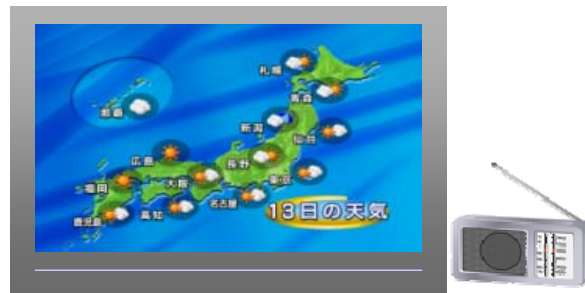 札幌
青森
那覇
新潟
仙台
広島
長野
福岡
大阪
東京
名古屋
鹿児島
高知
13日の天気